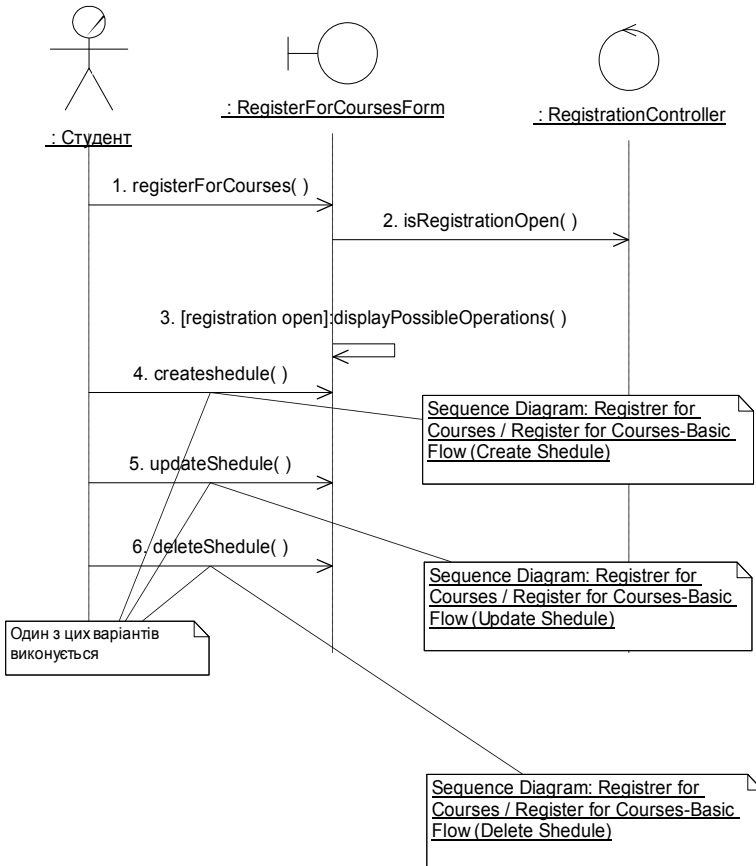 : RegisterForCoursesForm
: RegistrationController
: Студент
1. registerForCourses( )
2. isRegistrationOpen( )
3. [registration open]:displayPossibleOperations( )
4. createshedule( )
Sequence Diagram: Registrer for
Courses / Register for Courses-Basic
Flow (Create Shedule)
5. updateShedule( )
6. deleteShedule( )
Sequence Diagram: Registrer for
Courses / Register for Courses-Basic
Flow (Update Shedule)
Один з цих варіантів
виконується
Sequence Diagram: Registrer for
Courses / Register for Courses-Basic
Flow (Delete Shedule)